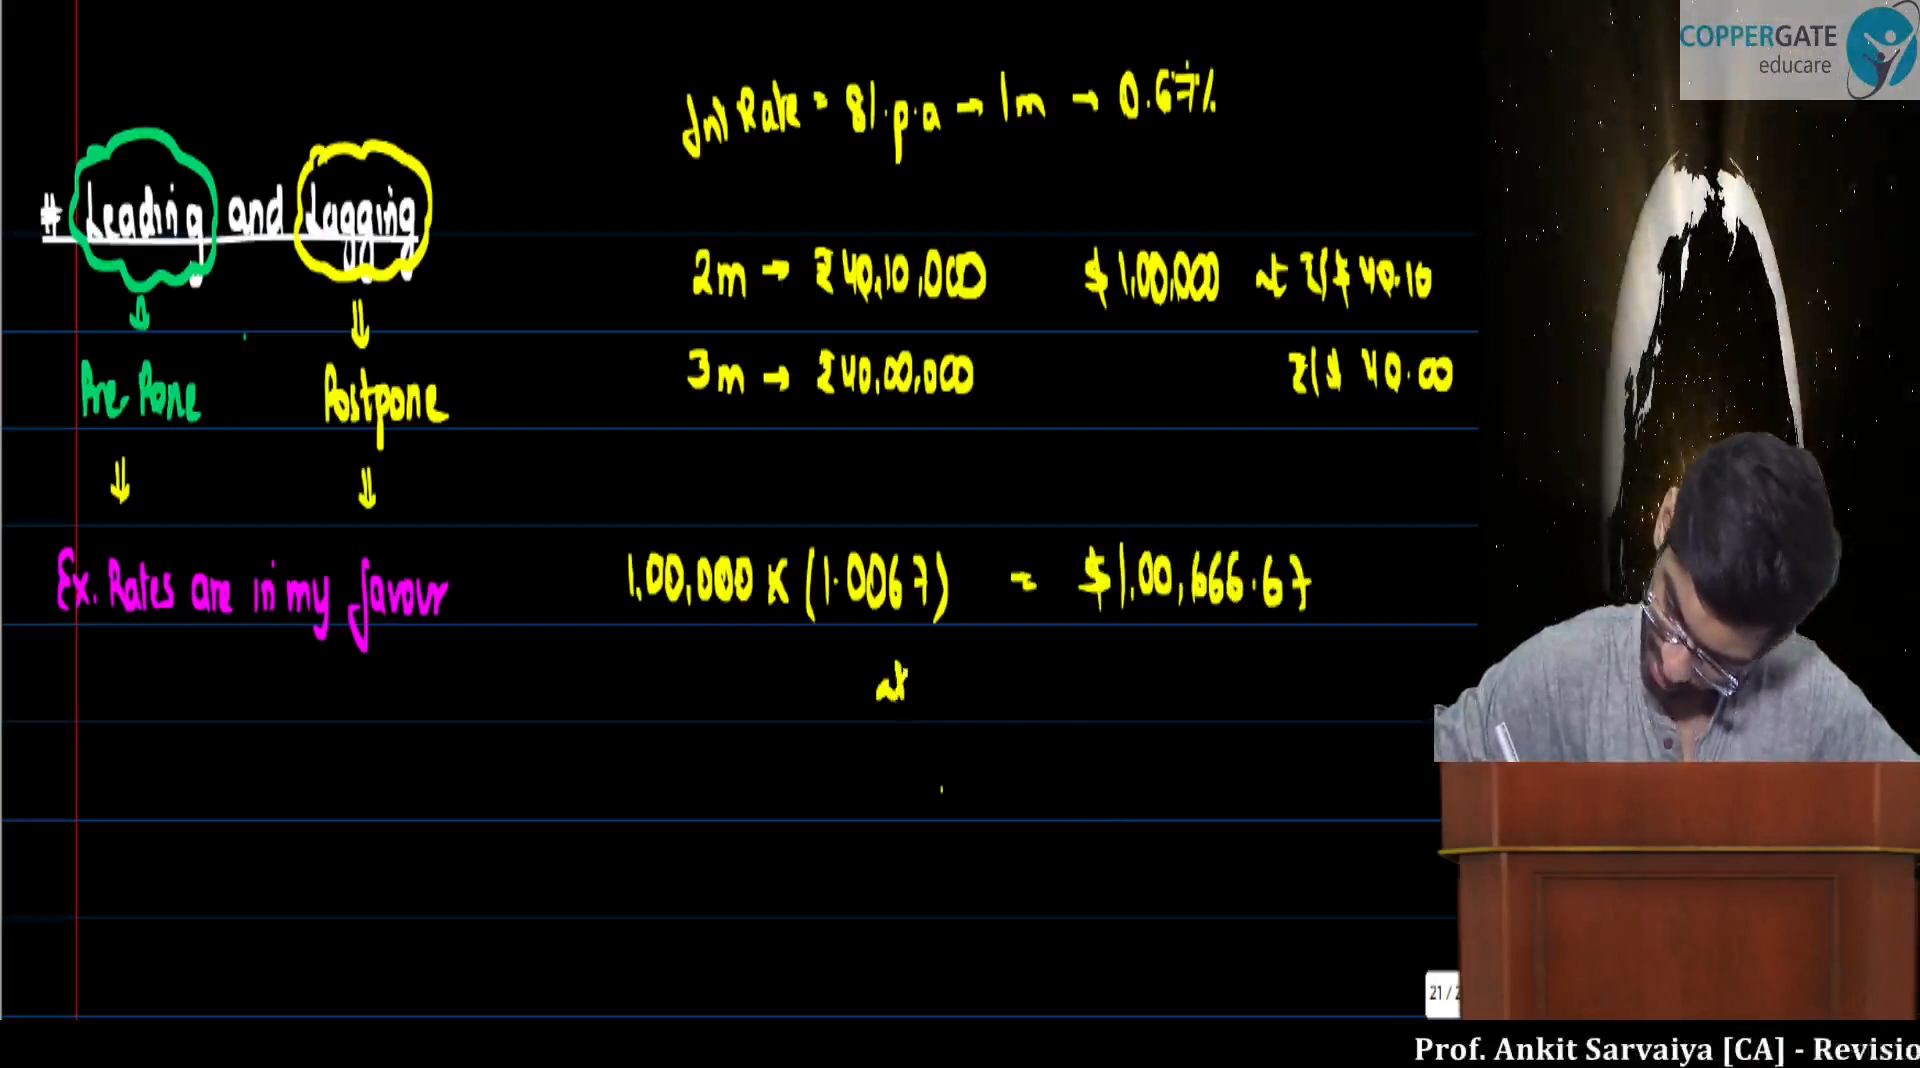 COPPERGATE
educare
Int Rate = 8%.p.a → 1m → 0.67%
# Leading and Lagging
2m → ₹40,10,000 $1,00,000 at ₹/$ 40.10
3m → ₹40,00,000 ₹/$ 40.00
Pre-Pone Postpone
Ex. Rates are in my favour
1,00,000 x (1.0067) = $1,00,666.67
at
21/2
Prof. Ankit Sarvaiya [CA] - Revisio